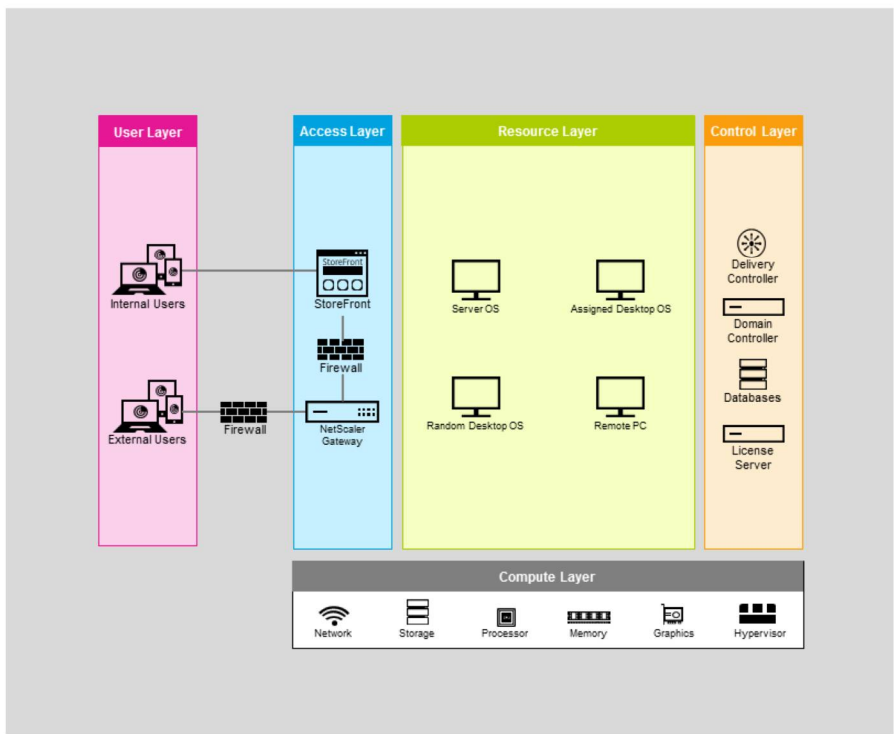 User Layer
Access Layer
Resource Layer
Control Layer
Internal Users
StoreFront
StoreFront
Server OS
Assigned Desktop OS
Delivery
Controller
Domain
Controller
Firewall
External Users
Firewall
NetScaler
Gateway
Random Desktop OS
Remote PC
Databases
License
Server
Compute Layer
Network
Storage
Processor
Memory
Graphics
Hypervisor